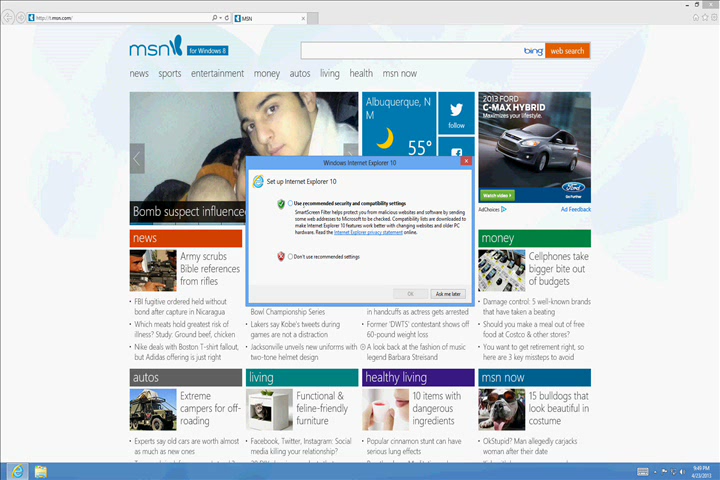 http://t.msn.com/
MSN
msn
for Windows 8
bing
web search
news sports entertainment money autos living health msn now
Bomb suspect influence
Albuquerque, N
M
55°
follow
2013 FORD
C-MAX HYBRID
Maximizes your lifestyle.
Watch video
Ford
AdChoices
Ad Feedback
Windows Internet Explorer 10
Set up Internet Explorer 10
Use recommended security and compatibility settings
SmartScreen Filter helps protect you from malicious websites and software by sending
some web addresses to Microsoft to be checked. Compatibility lists are downloaded to
make Internet Explorer 10 features work better with changing websites and older PC
hardware. Read the Internet Explorer privacy statement online.
Don't use recommended settings
OK
Ask me later
news
Army scrubs
Bible references
from rifles
FBI fugitive ordered held without
bond after capture in Nicaragua
Which meats hold greatest risk of
illness? Study: Ground beef, chicken
Nike deals with Boston T-shirt fallout,
but Adidas offering is just right
Bowl Championship Series
Lakers say Kobe's tweets during
games are not a distraction
Jacksonville unveils new uniforms with
two-tone helmet design
in handcuffs as actress gets arrested
Former 'DWTS' contestant shows off
60-pound weight loss
A look back at the fashion of music
legend Barbara Streisand
money
Cellphones take
bigger bite out
of budgets
Damage control: 5 well-known brands
that have taken a beating
Should you make a meal out of free
food at Costco & other stores?
You want to get retirement right, so
here are 3 key missteps to avoid
autos
Extreme
campers for off-
roading
Experts say old cars are worth almost
as much as new ones
living
Functional &
feline-friendly
furniture
Facebook, Twitter, Instagram: Social
media killing your relationship?
healthy living
10 items with
dangerous
ingredients
Popular cinnamon stunt can have
serious lung effects
msn now
15 bulldogs that
look beautiful in
costume
OkStupid? Man allegedly carjacks
woman after their date
9:49 PM
4/23/2013